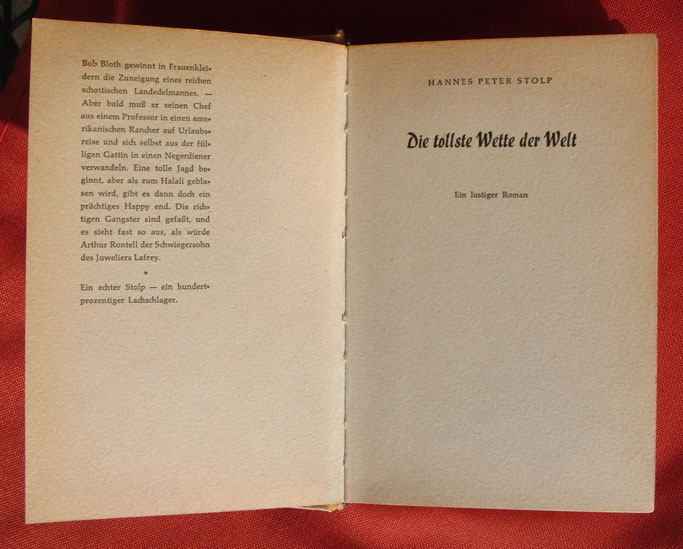 Bob Bloth gewinnt in Frauenklei-
dern die Zuneigung eines reichen
schottischen Landedelmannes. —
Aber bald muß er seinen Chef
aus einem Professor in einen ame-
rikanischen Rancher auf Urlaubs-
reise und sich selbst aus der fül-
ligen Gattin in einen Negerdiener
verwandeln. Eine tolle Jagd be-
ginnt, aber als zum Halali gebla-
sen wird, gibt es dann doch ein
prächtiges Happy end. Die rich-
tigen Gangster sind gefaßt, und
es sieht fast so aus, als würde
Arthur Rontell der Schwiegersohn
des Juweliers Lafrey.
*
Ein echter Stolp — ein hundert-
prozentiger Lachschlager.
HANNES PETER STOLP
Die tollste Wette der Welt
Ein lustiger Roman